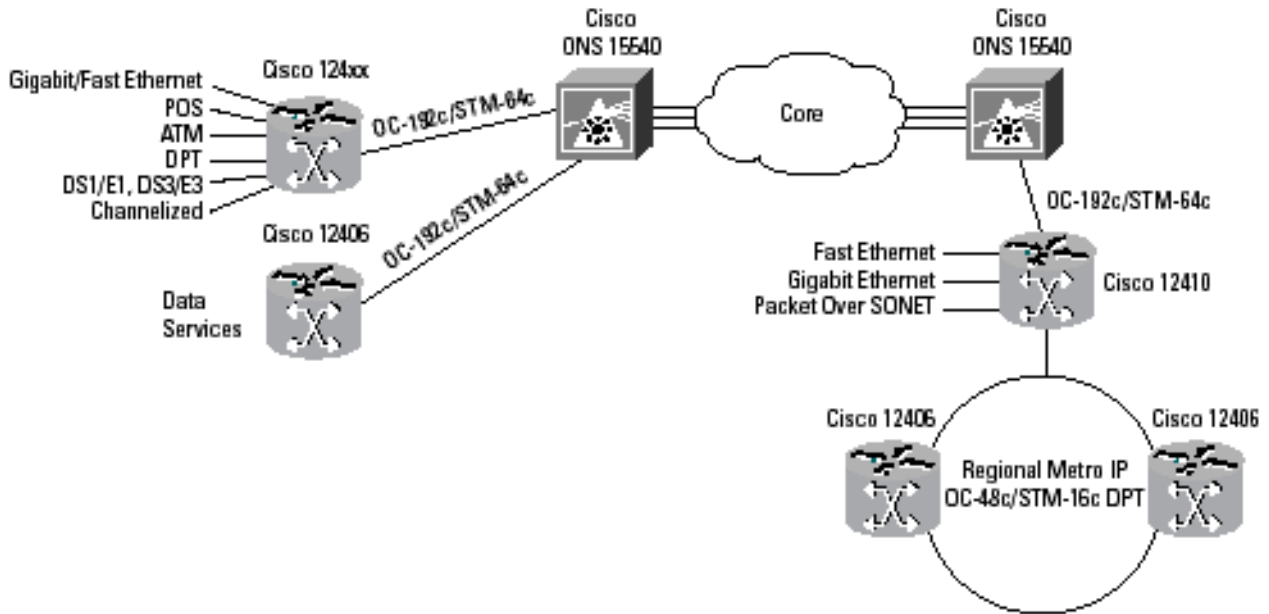 Cisco
ONS 15540
Cisco
ONS 15540
Cisco 124xx
Gigabit/Fast Ethernet
POS
ATM
DPT
DS1/E1, DS3/E3
Channelized
OC-192c/STM-64c
Core
OC-192c/STM-64c
OC-192c/STM-64c
Cisco 12406
Data
Services
Fast Ethernet
Gigabit Ethernet
Packet Over SONET
Cisco 12410
Cisco 12406
Cisco 12406
Regional Metro IP
OC-48c/STM-16c DPT